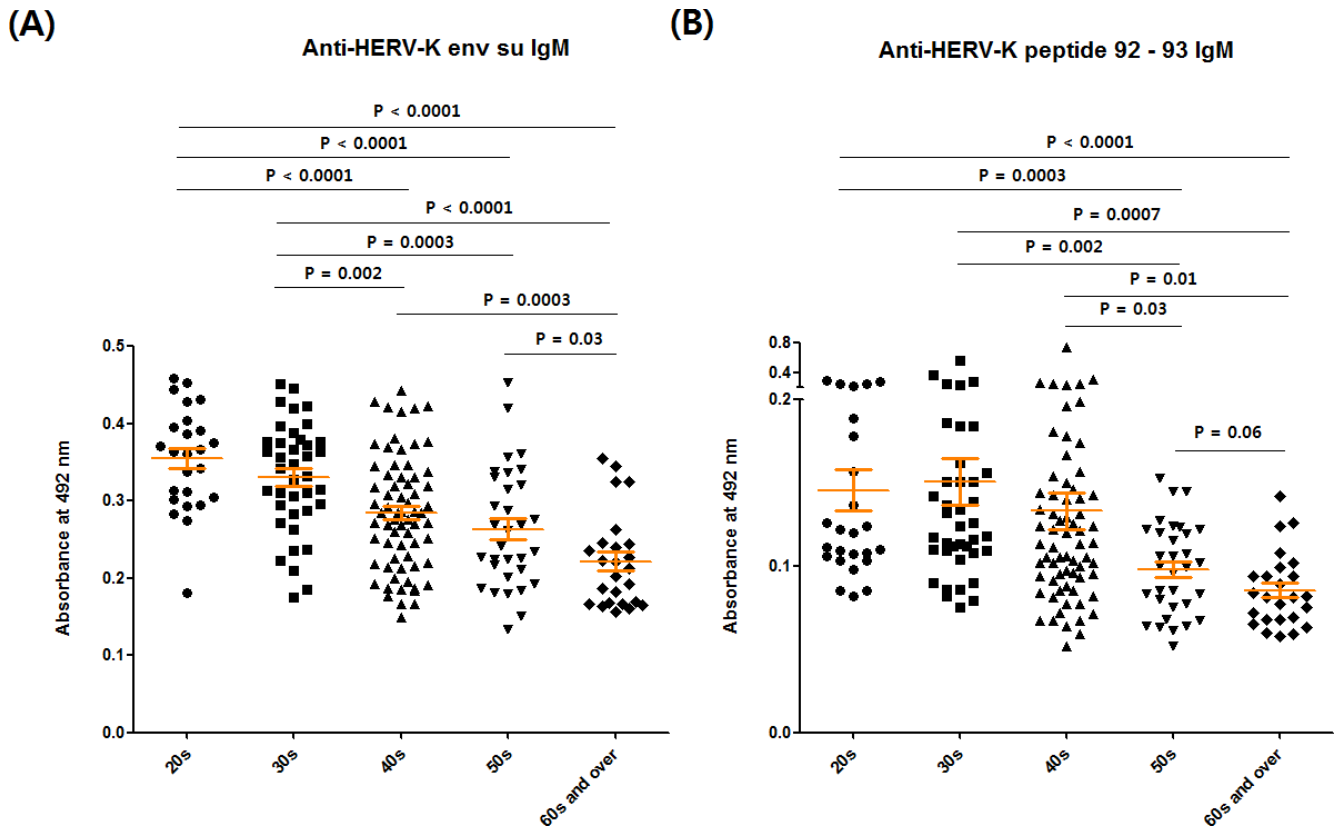 (A)
Anti-HERV-K env su IgM
P < 0.0001
P < 0.0001
P < 0.0001
P < 0.0001
P = 0.0003
P = 0.002
P = 0.0003
P = 0.03
Absorbance at 492 nm
0.5
0.4
0.3
0.2
0.1
0.0
20s
30s
40s
50s
60s and over
(B)
Anti-HERV-K peptide 92 - 93 IgM
P < 0.0001
P = 0.0003
P = 0.0007
P = 0.002
P = 0.01
P = 0.03
P = 0.06
Absorbance at 492 nm
0.8
0.4
0.2
0.1
0.0
20s
30s
40s
50s
60s and over